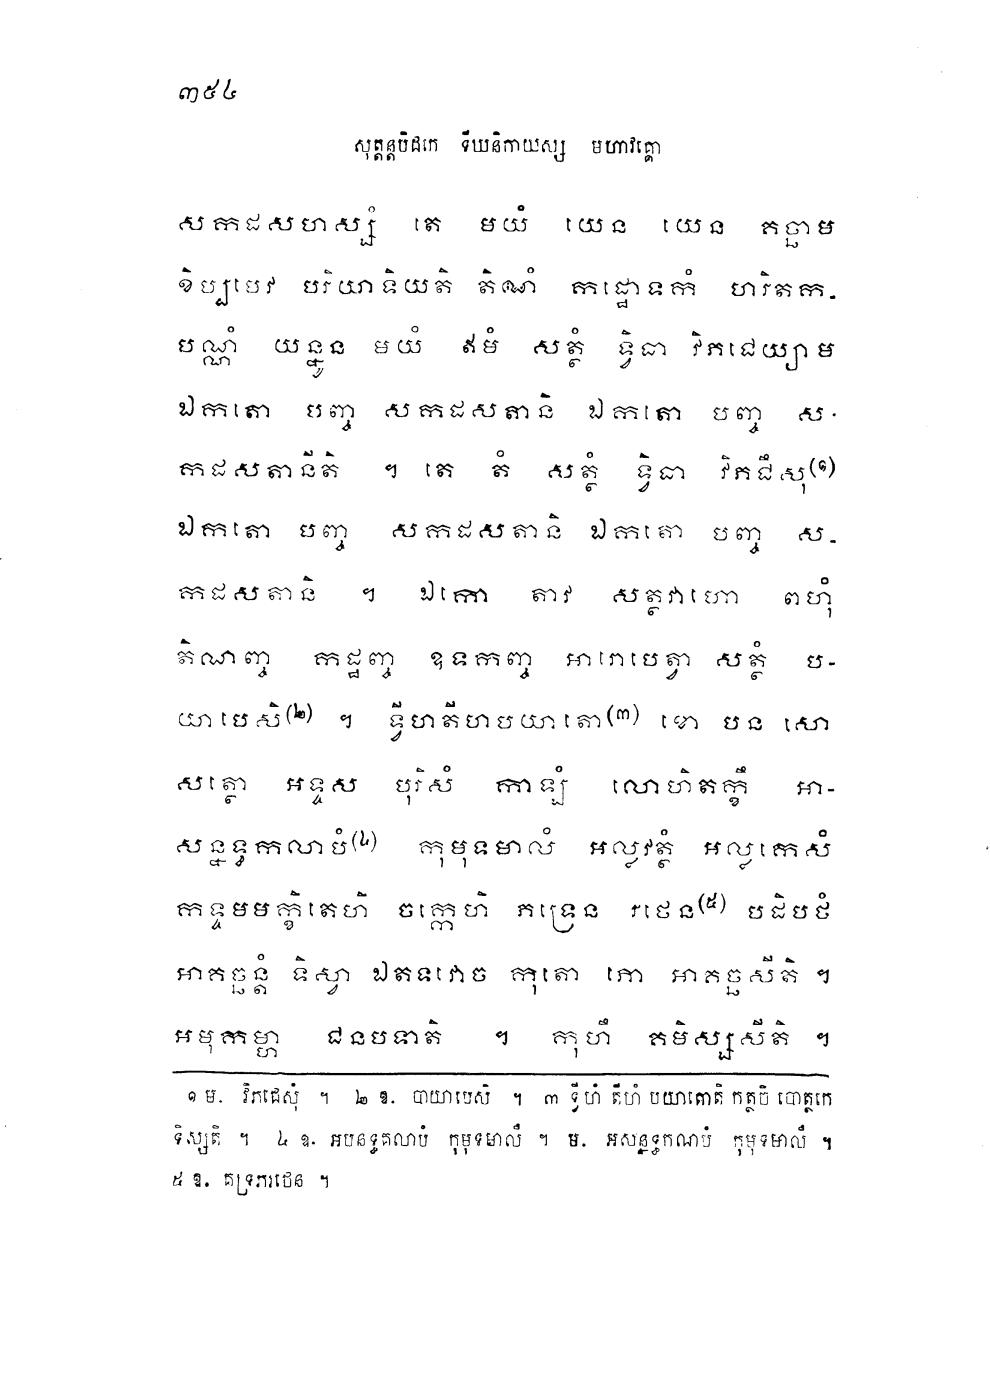 ៣៥៤
សុត្តន្តបិដកេ ទីឃនិកាយស្ស មហាវគ្គោ
សកដសហស្សំ តេ មយំ យេន យេន គច្ឆាម
ខិប្បមេវ បរិយាទិយតិ តិណំ កដ្ឋោទកំ ហរិតក-
បណ្ណំ យន្នូន មយំ ឥមំ សត្ថំ ទ្វិធា វិភជេយ្យាម
ឯកតោ បញ្ច សកដសតានិ ឯកតោ បញ្ច ស-
កដសតានីតិ ។ តេ តំ សត្ថំ ទ្វិធា វិភជឹសុ(១)
ឯកតោ បញ្ច សកដសតានិ ឯកតោ បញ្ច ស-
កដសតានិ ។ ឯកោ តាវ សត្ថវាហោ ពហុំ
តិណញ្ច កដ្ឋញ្ច ឧទកញ្ច អារោបេត្វា សត្ថំ ប-
យាបេសិ(២) ។ ទ្វីហតីហបយាតោ(៣) ខោ បន សោ
សត្ថោ អទ្ទស បុរិសំ កាឡំ លោហិតក្ខឹ អា-
សន្នទ្ធកលាបំ(៤) កុមុទមាលំ អល្លវត្ថំ អល្លកេសំ
កទ្ទមមក្ខិតេហិ ចក្កេហិ គទ្រេន រថេន(៥) បដិបថំ
អាគច្ឆន្តំ ទិស្វា ឯតទវោច កុតោ ភោ អាគច្ឆសីតិ ។
អមុកម្ហា ជនបទាតិ ។ កុហឹ គមិស្សសីតិ ។
១ ម. វិភជេសុំ ។ ២ ឧ. បាយាបេសិ ។ ៣ ទ្វីហំ តីហំ បយាតោតិ កត្ថចិ បោត្ថកេ
ទិស្សតិ ។ ៤ ឧ. អបនទ្ធគលាបំ កុមុទមាលឹ ។ ម. អសន្នទ្ធកណបំ កុមុទមាលឹ ។
៥ ឧ. គទ្រភរថេន ។